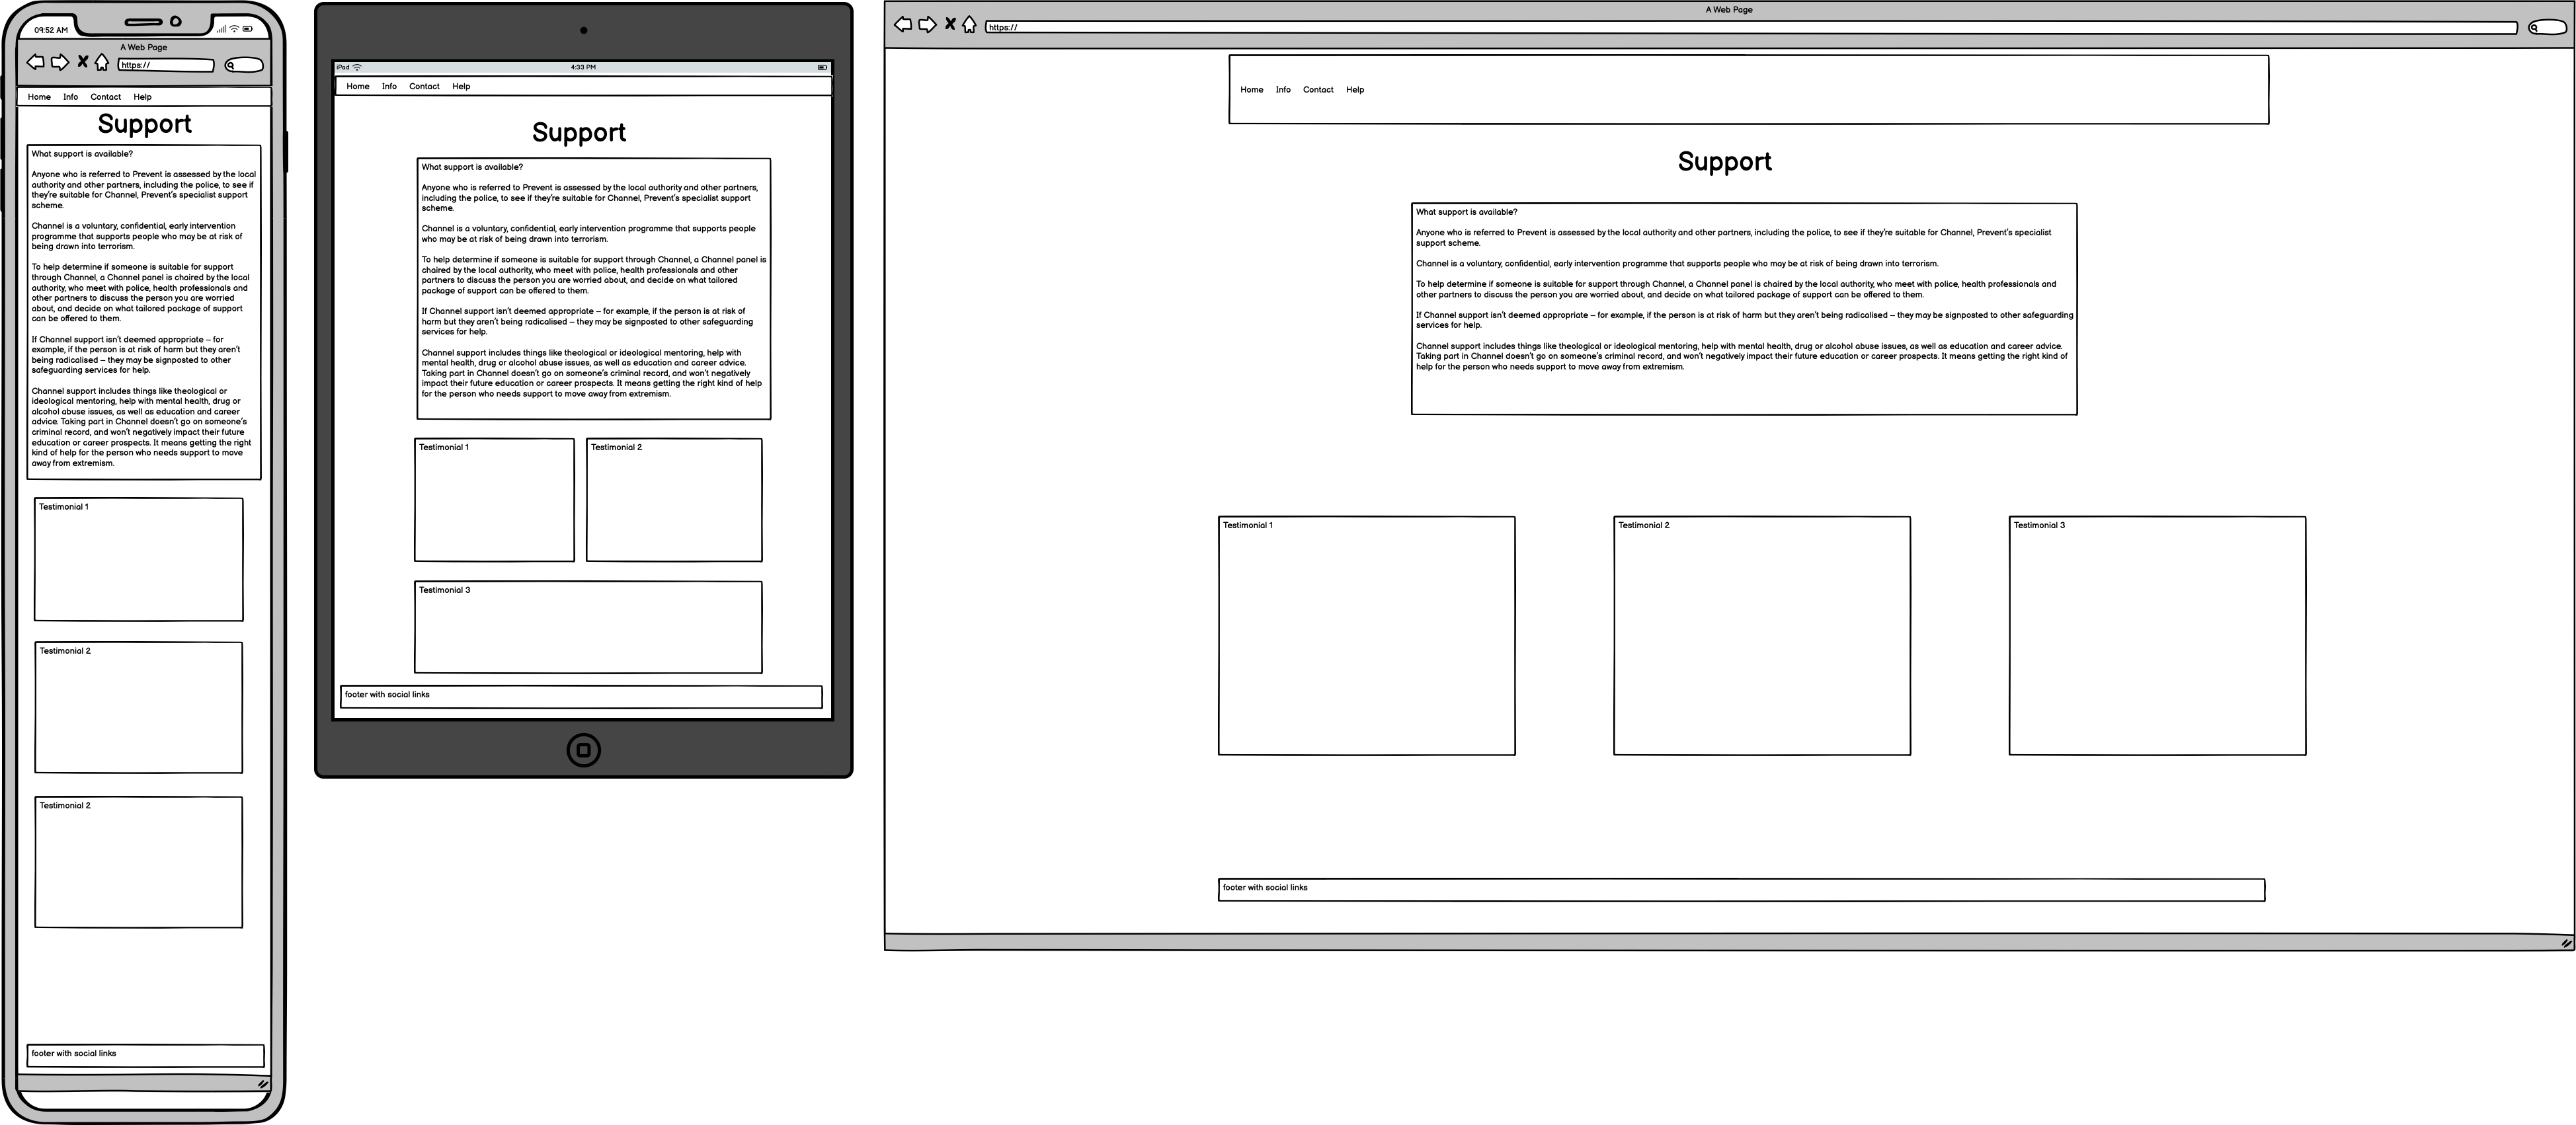 09:52 AM
A Web Page
https://
Home Info Contact Help
Support
What support is available?
Anyone who is referred to Prevent is assessed by the local
authority and other partners, including the police, to see if
they're suitable for Channel, Prevent's specialist support
scheme.
Channel is a voluntary, confidential, early intervention
programme that supports people who may be at risk of
being drawn into terrorism.
To help determine if someone is suitable for support
through Channel, a Channel panel is chaired by the local
authority, who meet with police, health professionals and
other partners to discuss the person you are worried
about, and decide on what tailored package of support
can be offered to them.
If Channel support isn't deemed appropriate – for
example, if the person is at risk of harm but they aren't
being radicalised – they may be signposted to other
safeguarding services for help.
Channel support includes things like theological or
ideological mentoring, help with mental health, drug or
alcohol abuse issues, as well as education and career
advice. Taking part in Channel doesn't go on someone's
criminal record, and won't negatively impact their future
education or career prospects. It means getting the right
kind of help for the person who needs support to move
away from extremism.
Testimonial 1
Testimonial 2
Testimonial 2
footer with social links
iPad
4:33 PM
Home Info Contact Help
Support
What support is available?
Anyone who is referred to Prevent is assessed by the local authority and other partners,
including the police, to see if they're suitable for Channel, Prevent's specialist support
scheme.
Channel is a voluntary, confidential, early intervention programme that supports people
who may be at risk of being drawn into terrorism.
To help determine if someone is suitable for support through Channel, a Channel panel is
chaired by the local authority, who meet with police, health professionals and other
partners to discuss the person you are worried about, and decide on what tailored
package of support can be offered to them.
If Channel support isn't deemed appropriate – for example, if the person is at risk of
harm but they aren't being radicalised – they may be signposted to other safeguarding
services for help.
Channel support includes things like theological or ideological mentoring, help with
mental health, drug or alcohol abuse issues, as well as education and career advice.
Taking part in Channel doesn't go on someone's criminal record, and won't negatively
impact their future education or career prospects. It means getting the right kind of help
for the person who needs support to move away from extremism.
Testimonial 1
Testimonial 2
Testimonial 3
footer with social links
A Web Page
https://
Home Info Contact Help
Support
What support is available?
Anyone who is referred to Prevent is assessed by the local authority and other partners, including the police, to see if they're suitable for Channel, Prevent's specialist
support scheme.
Channel is a voluntary, confidential, early intervention programme that supports people who may be at risk of being drawn into terrorism.
To help determine if someone is suitable for support through Channel, a Channel panel is chaired by the local authority, who meet with police, health professionals and
other partners to discuss the person you are worried about, and decide on what tailored package of support can be offered to them.
If Channel support isn't deemed appropriate – for example, if the person is at risk of harm but they aren't being radicalised – they may be signposted to other safeguarding
services for help.
Channel support includes things like theological or ideological mentoring, help with mental health, drug or alcohol abuse issues, as well as education and career advice.
Taking part in Channel doesn't go on someone's criminal record, and won't negatively impact their future education or career prospects. It means getting the right kind of
help for the person who needs support to move away from extremism.
Testimonial 1
Testimonial 2
Testimonial 3
footer with social links